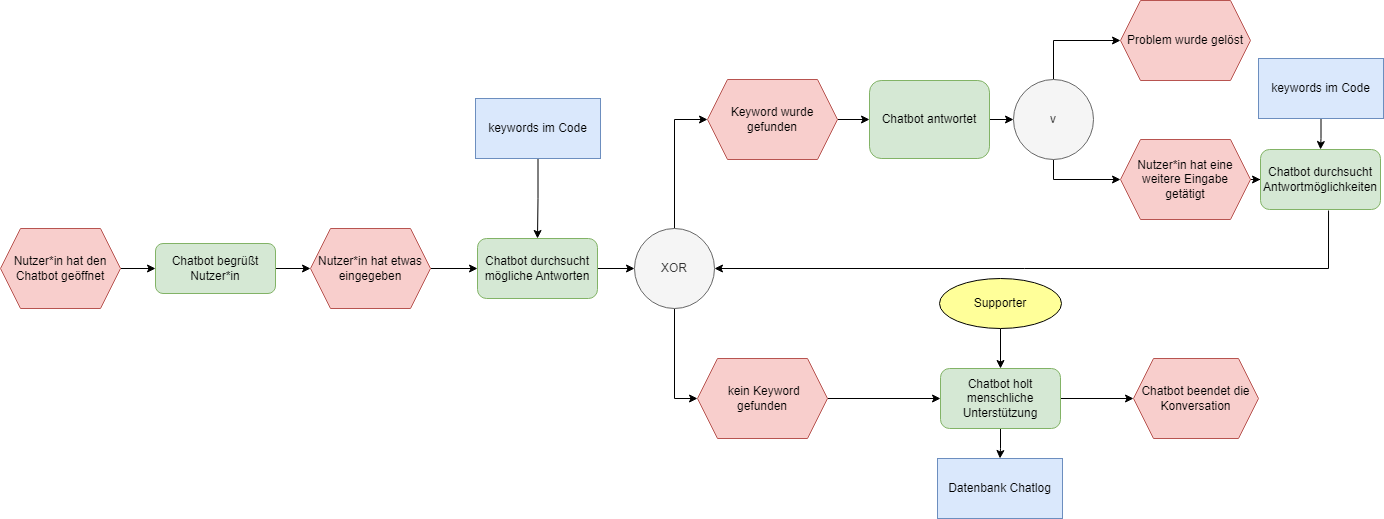 Problem wurde gelöst
keywords im Code
keywords im Code
Keyword wurde
gefunden
Chatbot antwortet
v
Nutzer*in hat eine
weitere Eingabe
getätigt
Chatbot durchsucht
Antwortmöglichkeiten
Nutzer*in hat den
Chatbot geöffnet
Chatbot begrüßt
Nutzer*in
Nutzer*in hat etwas
eingegeben
Chatbot durchsucht
mögliche Antworten
XOR
Supporter
kein Keyword
gefunden
Chatbot holt
menschliche
Unterstützung
Chatbot beendet die
Konversation
Datenbank Chatlog